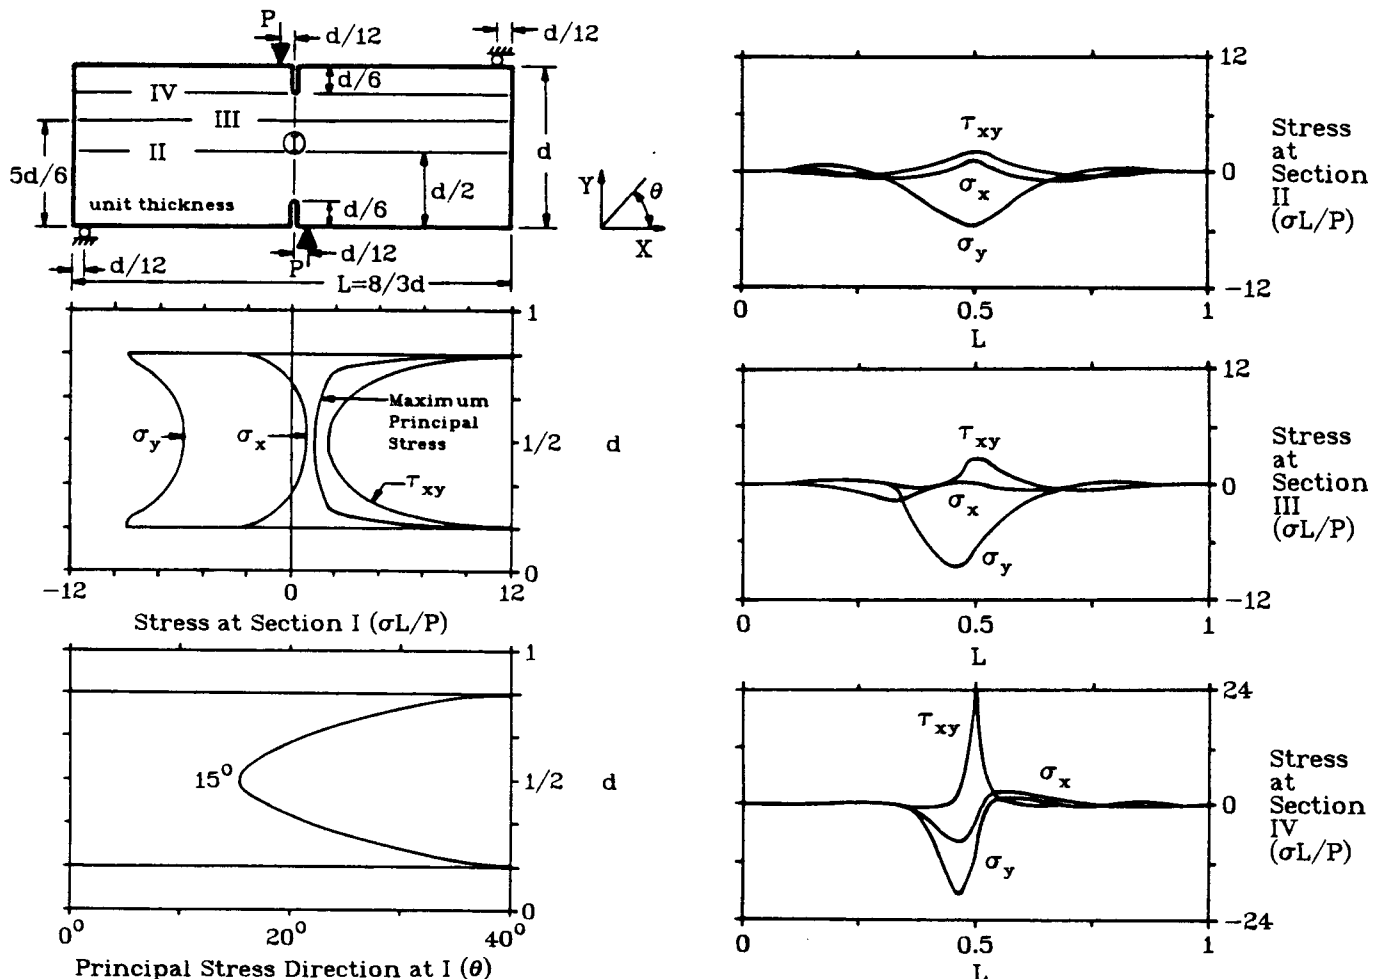 P
d/12
d/12
IV
d/6
III
I
II
5d/6
d
d/2
unit thickness
d/6
Y
θ
X
d/12
P
d/12
L=8/3d
1
σy
σx
Maximum
Principal
Stress
1/2
d
τxy
0
-12
0
12
Stress at Section I (σL/P)
1
15°
1/2
d
0
0°
20°
40°
Principal Stress Direction at I (θ)
12
τxy
σx
σy
0
-12
Stress
at
Section
II
(σL/P)
0
0.5
1
L
12
τxy
σx
σy
0
-12
Stress
at
Section
III
(σL/P)
0
0.5
1
L
24
τxy
σx
σy
0
-24
Stress
at
Section
IV
(σL/P)
0
0.5
1
L